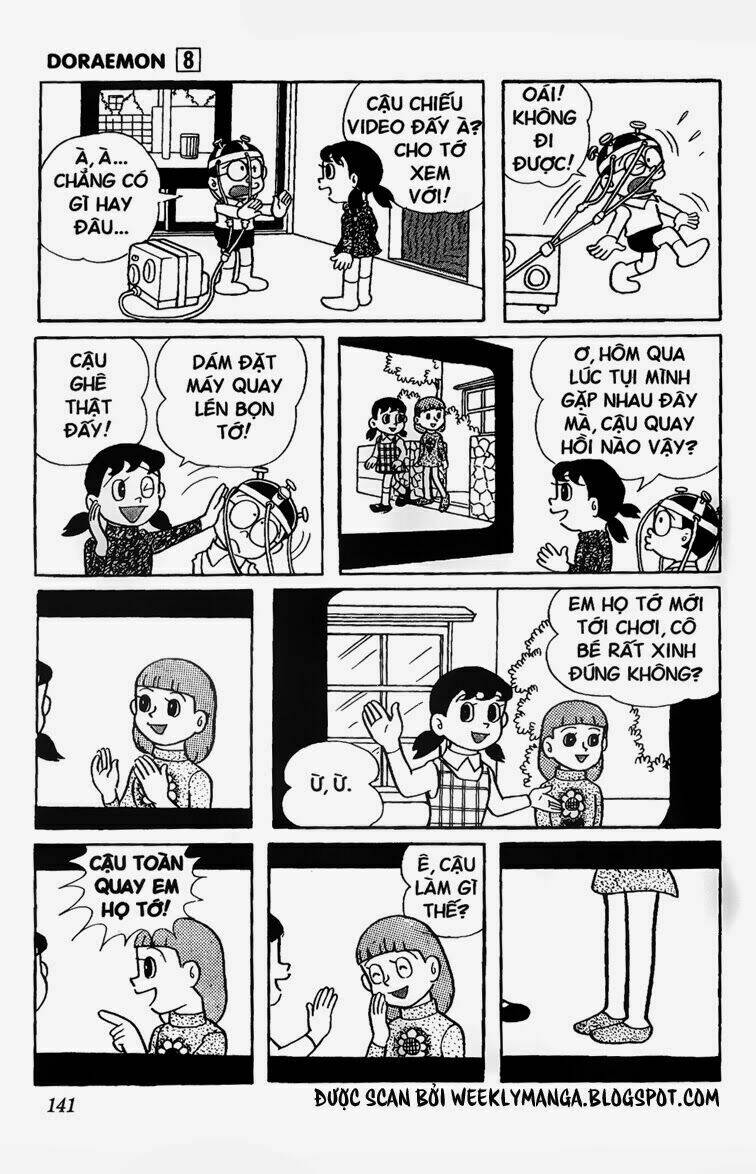 DORAEMON 8
À, À...
CHẲNG CÓ
GÌ HAY
ĐÂU...
CẬU CHIẾU
VIDEO ĐẤY À?
CHO TỚ
XEM
VỚI!
OÁI!
KHÔNG
ĐI
ĐƯỢC!
CẬU
GHÊ
THẬT
ĐẤY!
DÁM ĐẶT
MÁY QUAY
LÉN BỌN
TỚ!
Ơ, HÔM QUA
LÚC TỤI MÌNH
GẶP NHAU ĐÂY
MÀ, CẬU QUAY
HỒI NÀO VẬY?
EM HỌ TỚ MỚI
TỚI CHƠI, CÔ
BÉ RẤT XINH
ĐÚNG KHÔNG?
Ừ, Ừ.
CẬU TOÀN
QUAY EM
HỌ TỚ!
Ê, CẬU
LÀM GÌ
THẾ?
141
ĐƯỢC SCAN BỞI WEEKLYMANGA.BLOGSPOT.COM